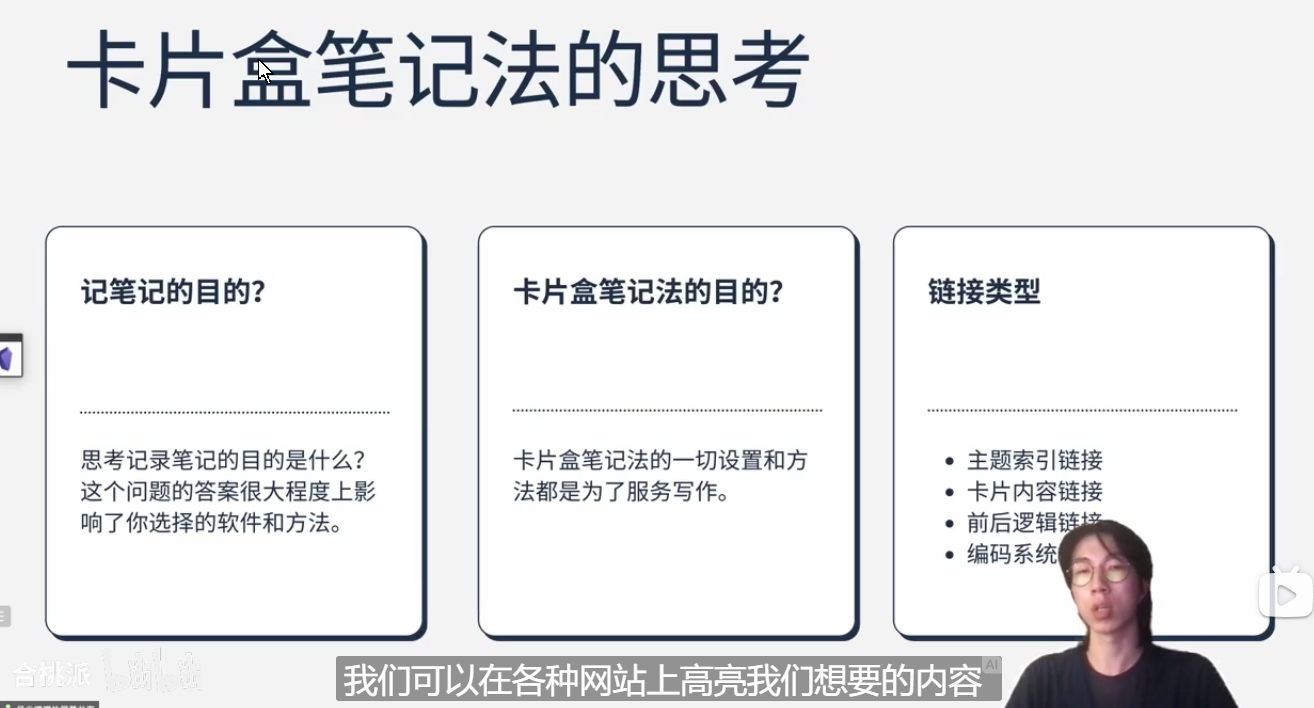 卡片盒笔记法的思考
记笔记的目的？
思考记录笔记的目的是什么？
这个问题的答案很大程度上影
响了你选择的软件和方法。
卡片盒笔记法的目的？
卡片盒笔记法的一切设置和方
法都是为了服务写作。
链接类型
主题索引链接
卡片内容链接
前后逻辑链接
编码系统
合桃派 bilibili
我们可以在各种网站上高亮我们想要的内容
AI